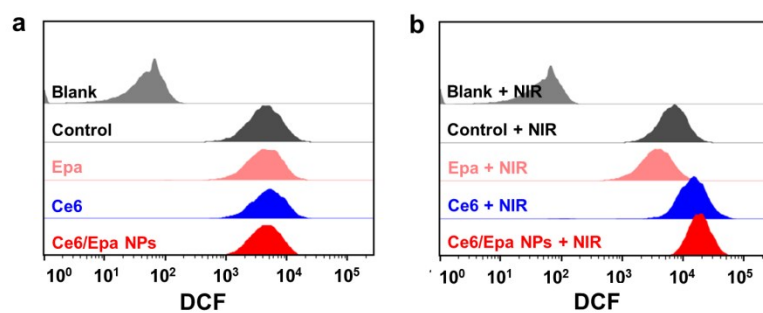 a
Blank
Control
Epa
Ce6
Ce6/Epa NPs
10⁰ 10¹ 10² 10³ 10⁴ 10⁵
DCF
b
Blank + NIR
Control + NIR
Epa + NIR
Ce6 + NIR
Ce6/Epa NPs + NIR
10⁰ 10¹ 10² 10³ 10⁴ 10⁵
DCF